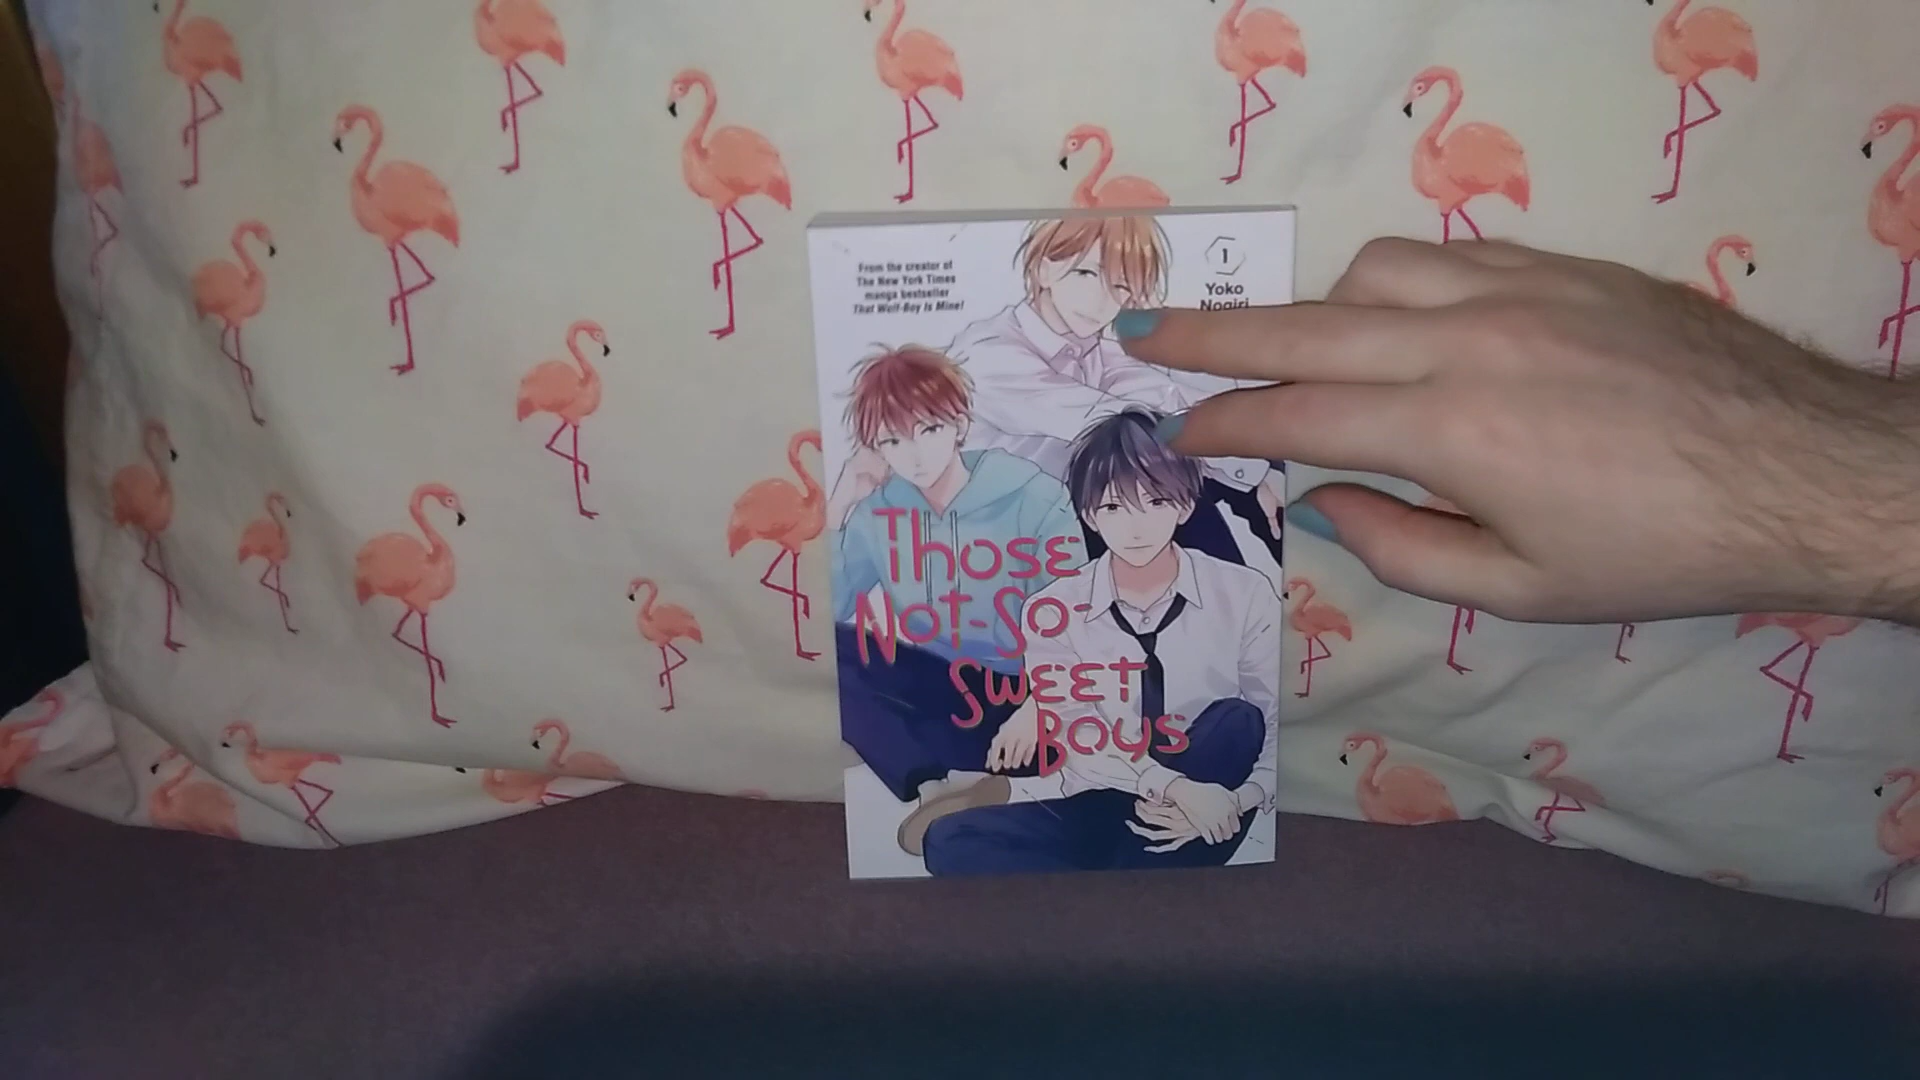 From the creator of
The New York Times
manga bestseller
That Wolf-Boy Is Mine!
1
Yoko
Nogiri
Those
Not-So-
Sweet
Boys